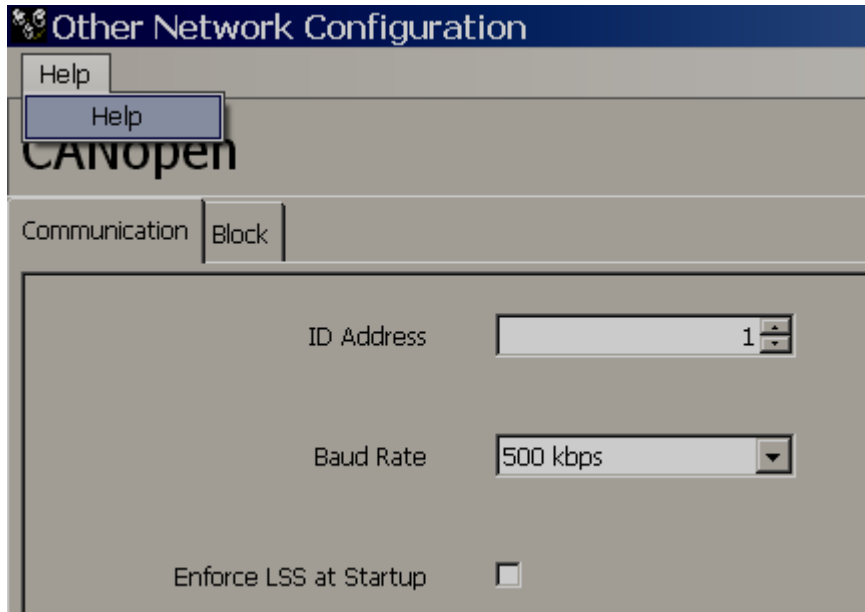 Other Network Configuration
Help
Help
CANopen
Communication Block
ID Address 1
Baud Rate 500 kbps
Enforce LSS at Startup